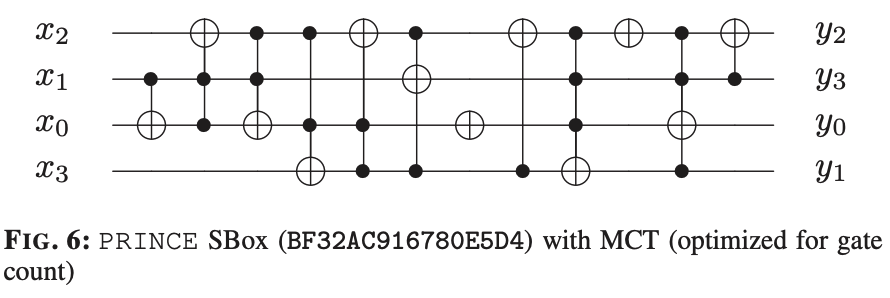 x₂ y₂
x₁ y₃
x₀ y₀
x₃ y₁
FIG. 6: PRINCE SBox (BF32AC916780E5D4) with MCT (optimized for gate
count)